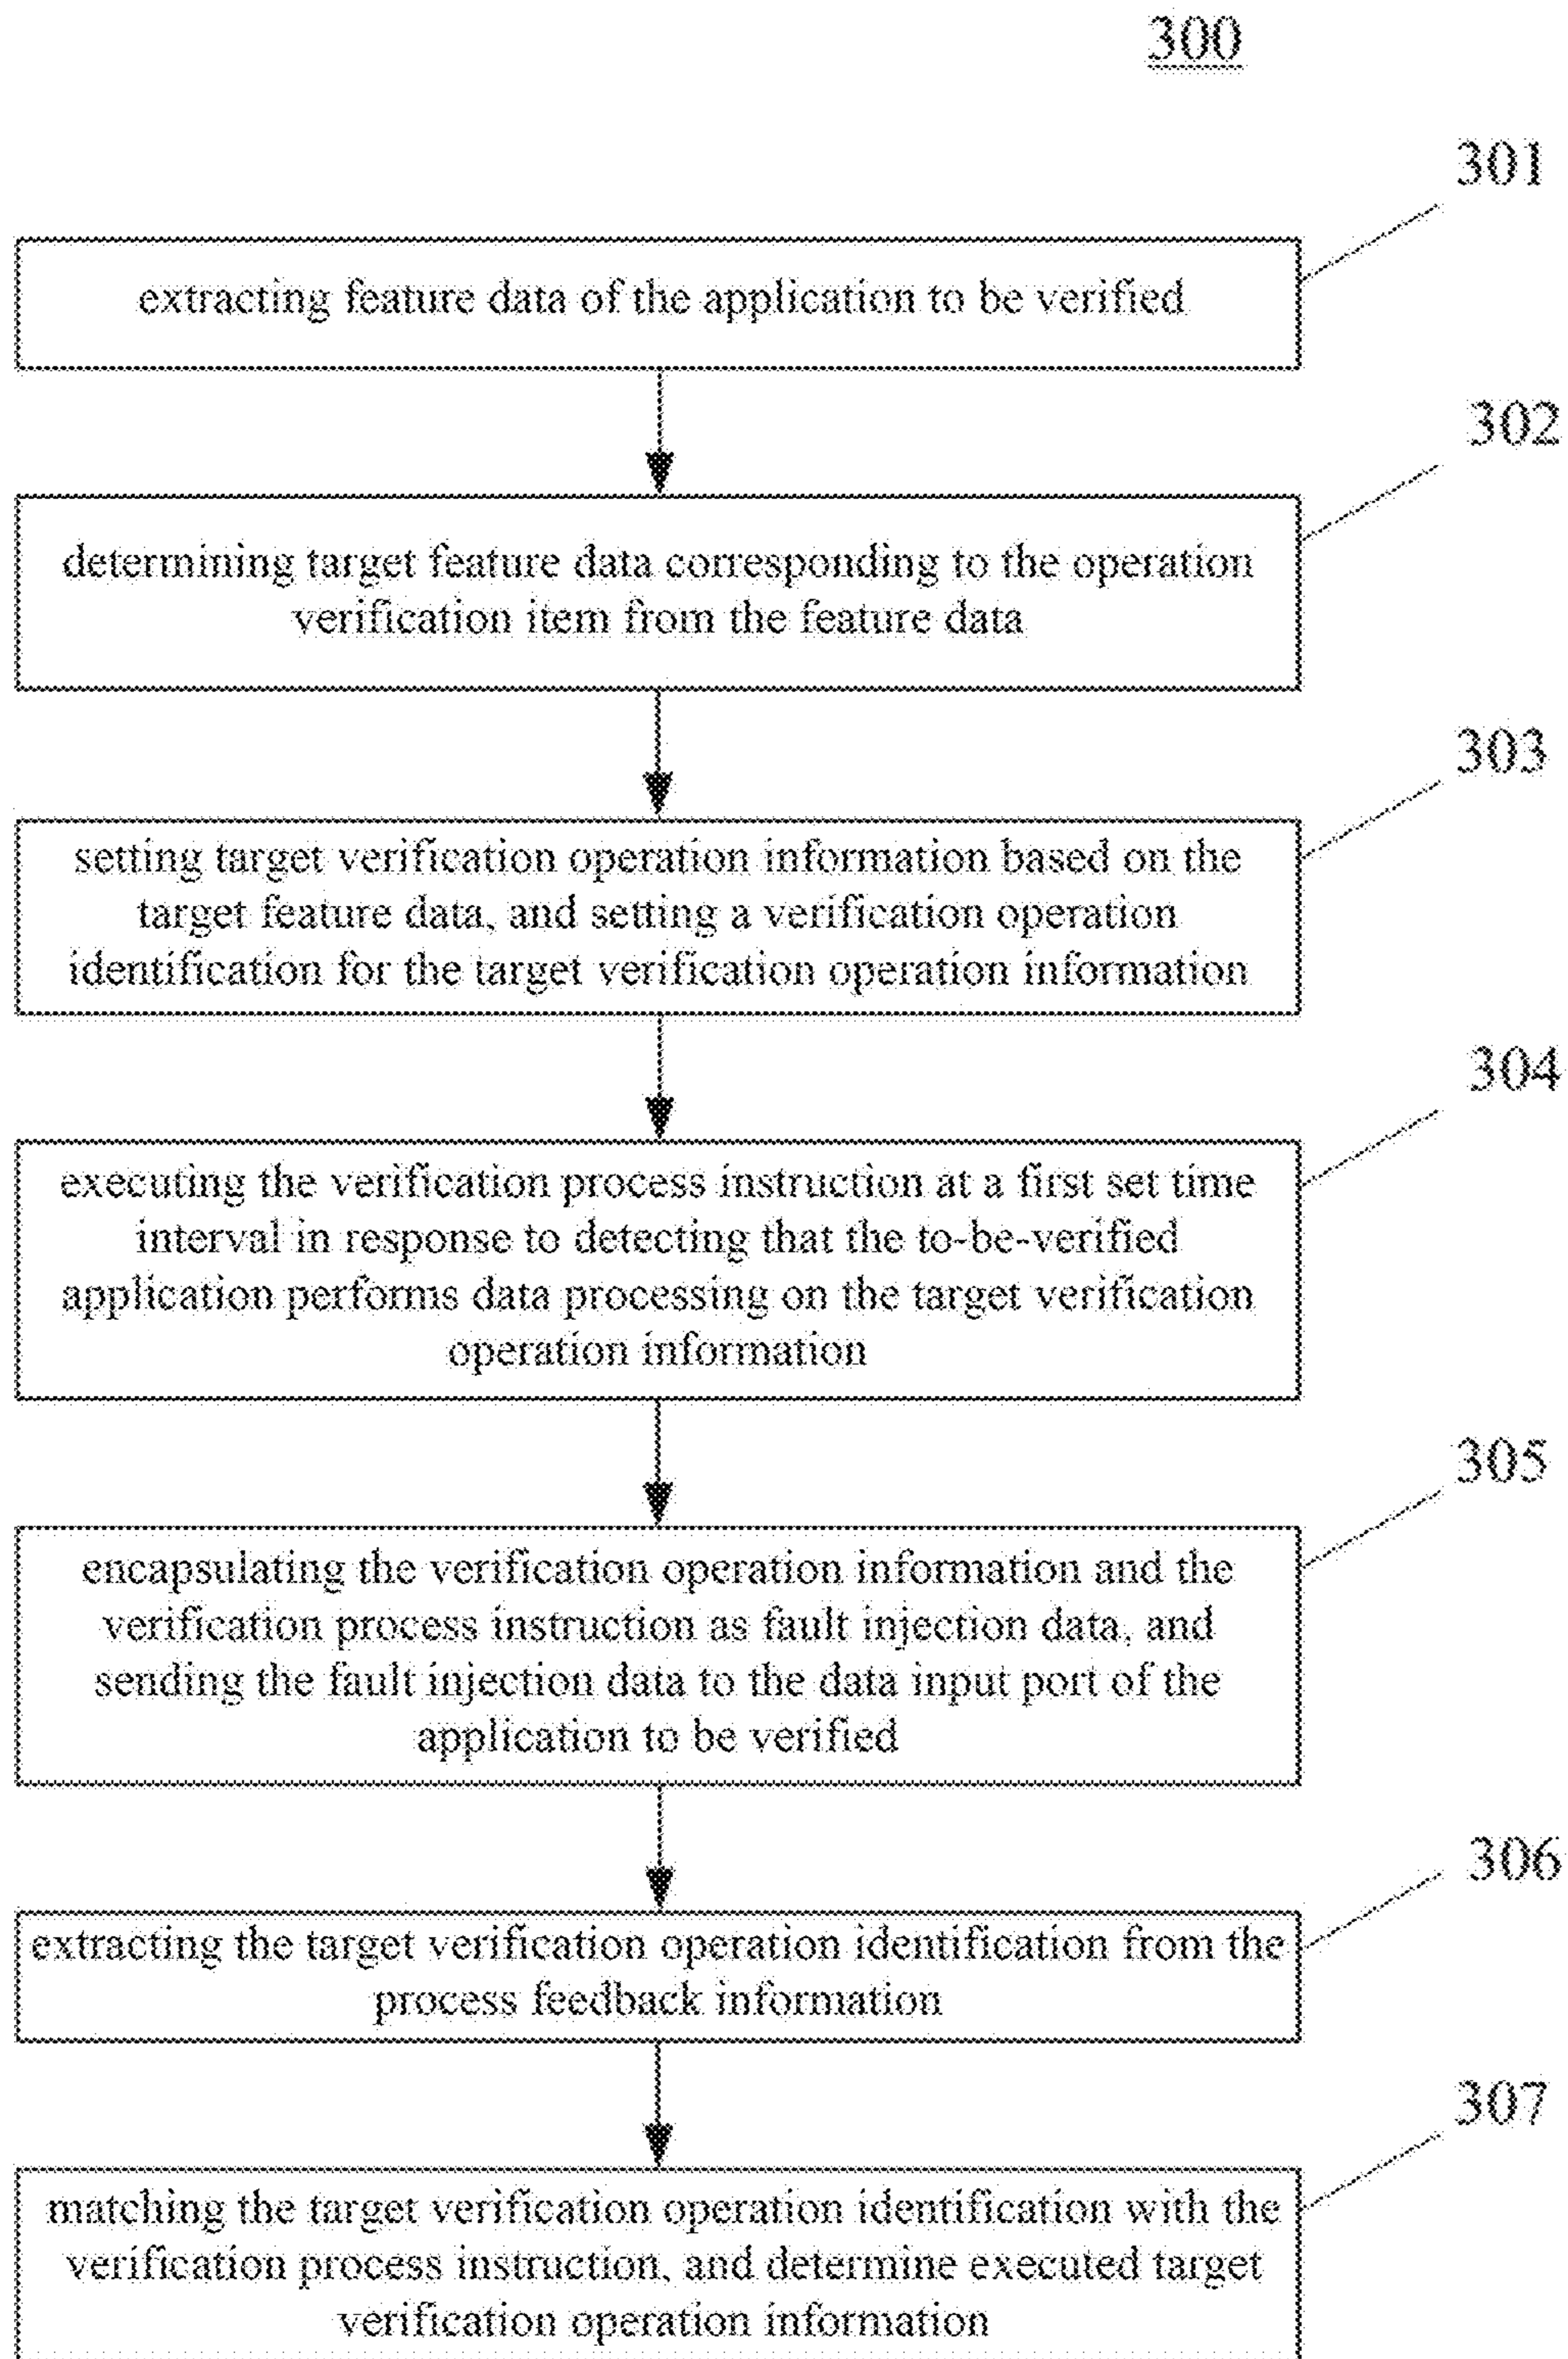 300
301
extracting feature data of the application to be verified
302
determining target feature data corresponding to the operation
verification item from the feature data
303
setting target verification operation information based on the
target feature data, and setting a verification operation
identification for the target verification operation information
304
executing the verification process instruction at a first set time
interval in response to detecting that the to-be-verified
application performs data processing on the target verification
operation information
305
encapsulating the verification operation information and the
verification process instruction as fault injection data, and
sending the fault injection data to the data input port of the
application to be verified
306
extracting the target verification operation identification from the
process feedback information
307
matching the target verification operation identification with the
verification process instruction, and determine executed target
verification operation information